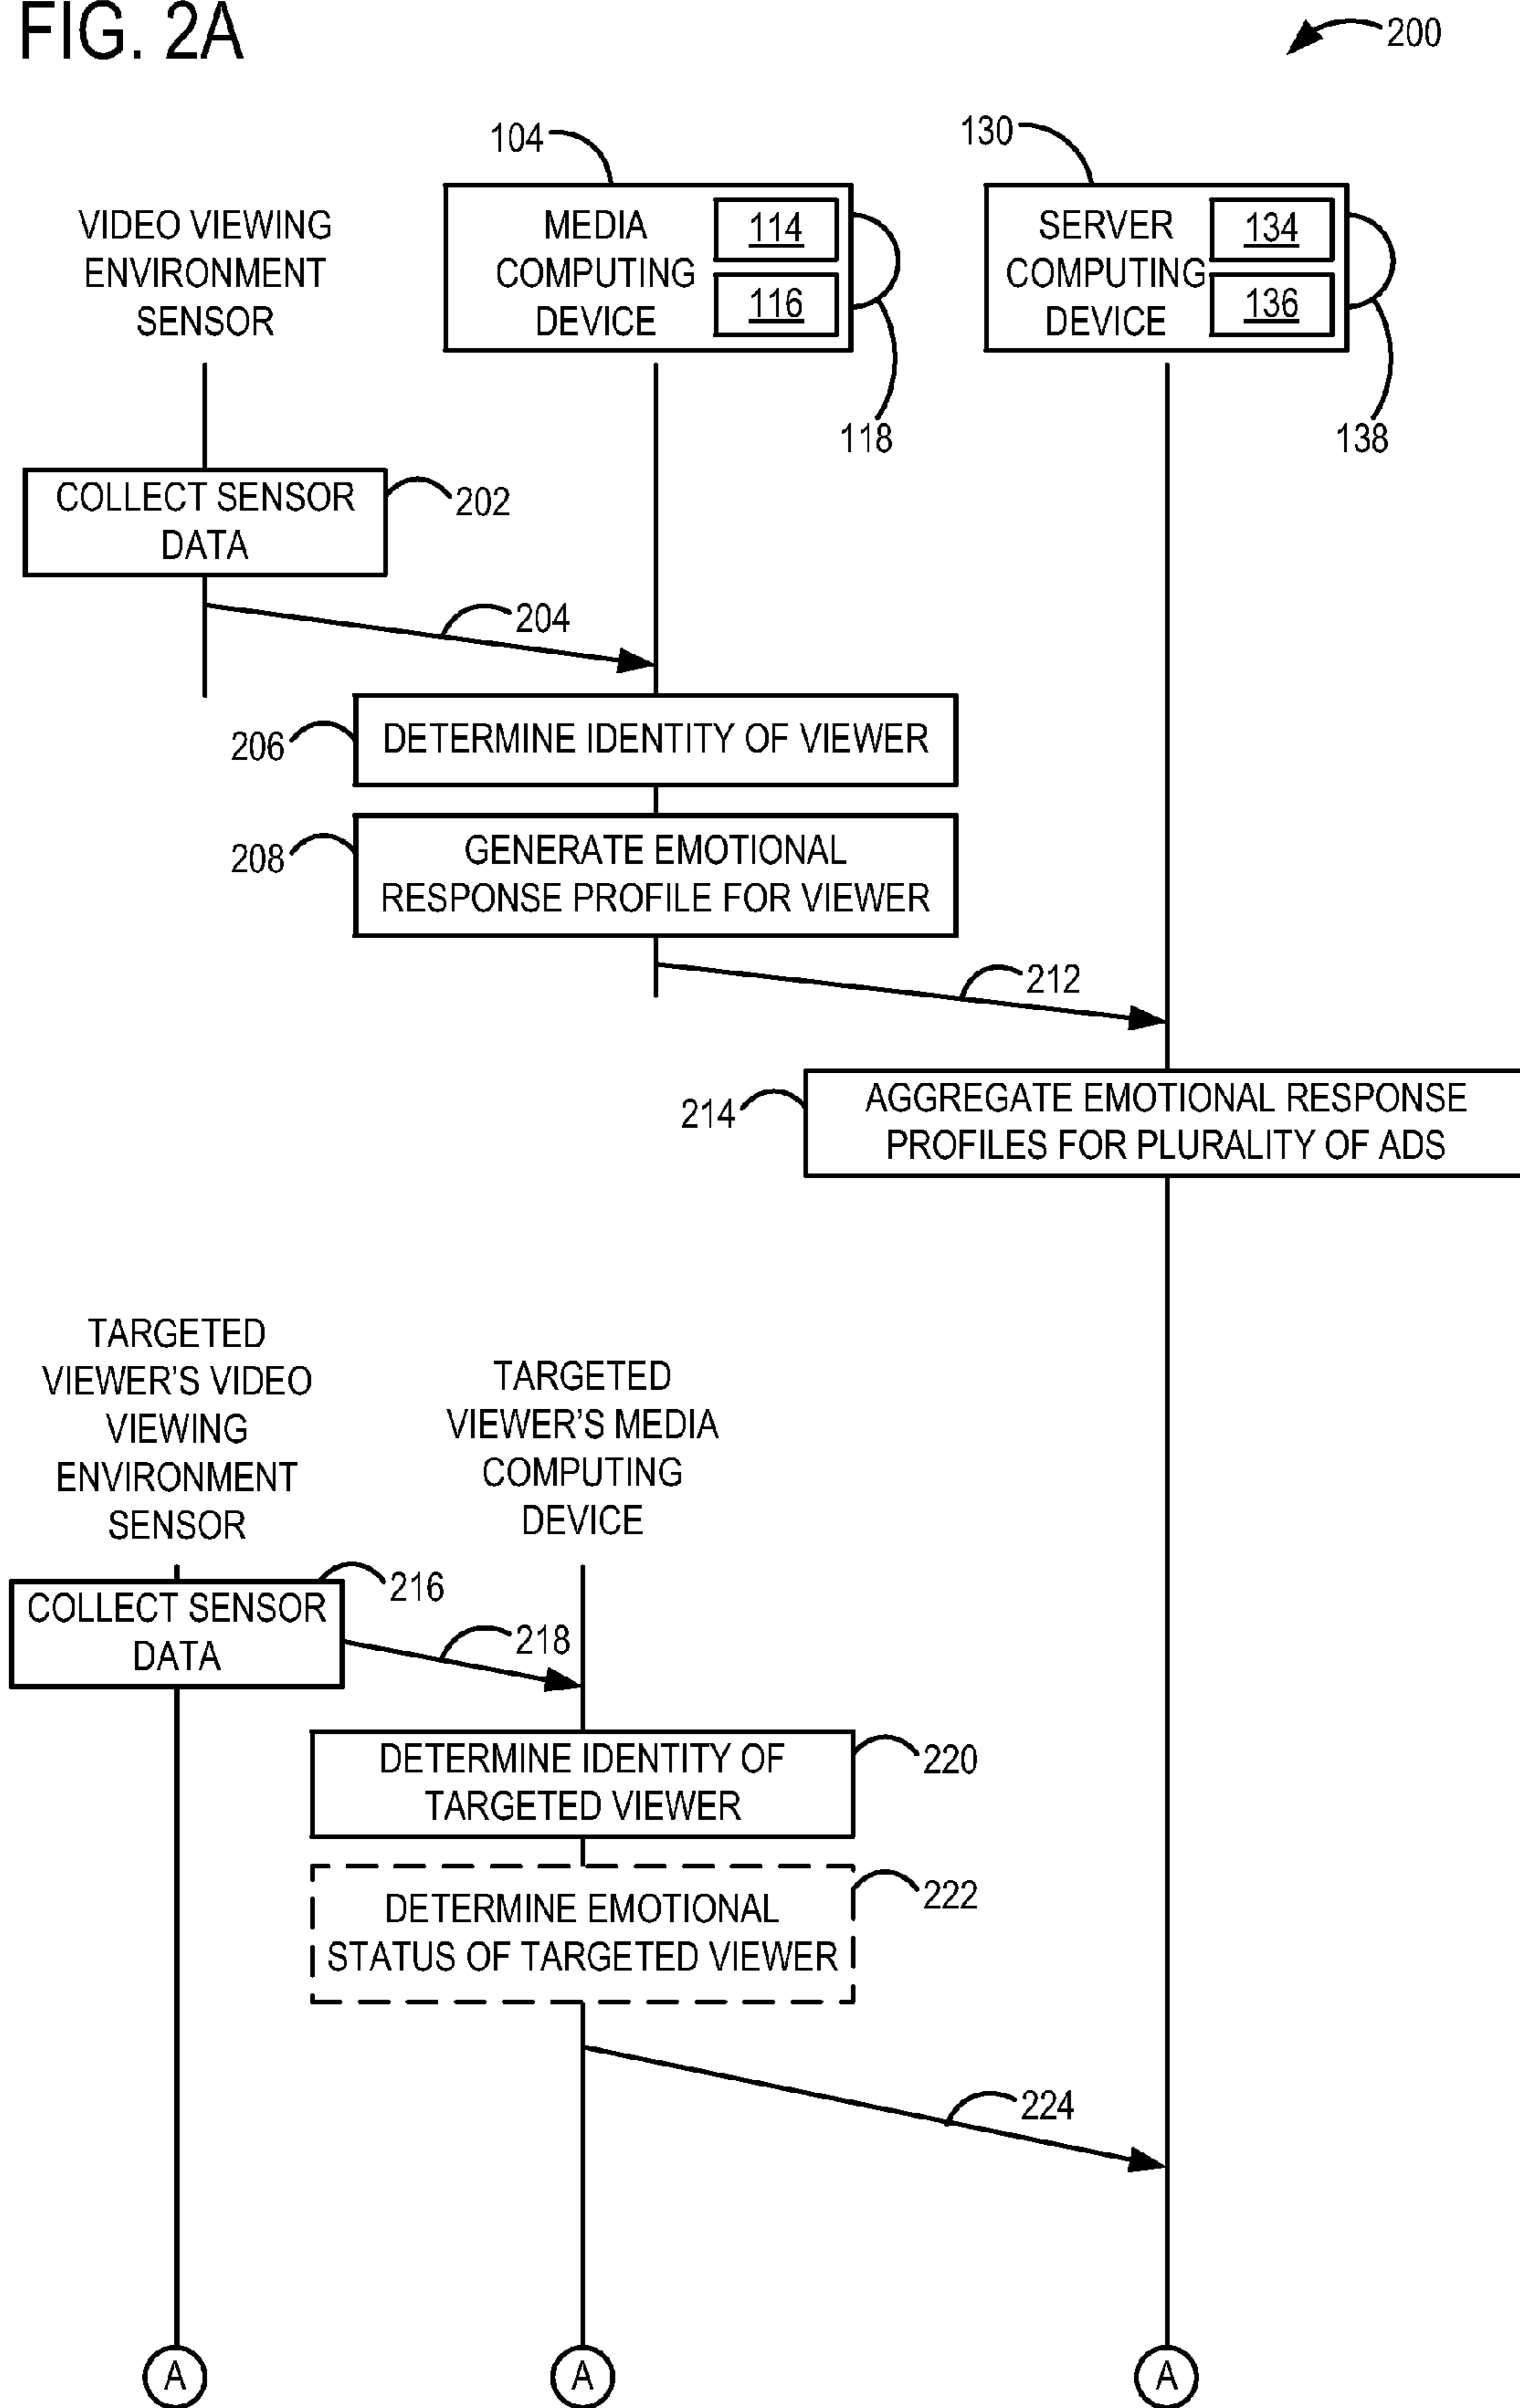 FIG. 2A
200
104
130
VIDEO VIEWING
ENVIRONMENT
SENSOR
MEDIA
COMPUTING
DEVICE
114
116
118
SERVER
COMPUTING
DEVICE
134
136
138
COLLECT SENSOR
DATA
202
204
206
DETERMINE IDENTITY OF VIEWER
208
GENERATE EMOTIONAL
RESPONSE PROFILE FOR VIEWER
212
214
AGGREGATE EMOTIONAL RESPONSE
PROFILES FOR PLURALITY OF ADS
TARGETED
VIEWER'S VIDEO
VIEWING
ENVIRONMENT
SENSOR
TARGETED
VIEWER'S MEDIA
COMPUTING
DEVICE
COLLECT SENSOR
DATA
216
218
DETERMINE IDENTITY OF
TARGETED VIEWER
220
DETERMINE EMOTIONAL
STATUS OF TARGETED VIEWER
222
224
A
A
A